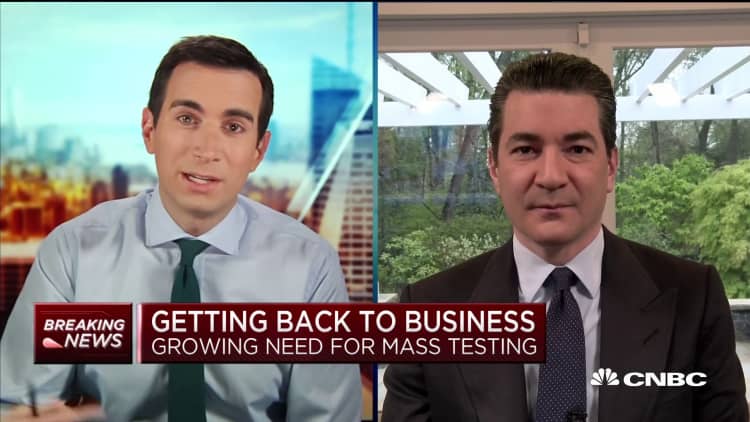 BREAKING
NEWS
GETTING BACK TO BUSINESS
GROWING NEED FOR MASS TESTING
CNBC